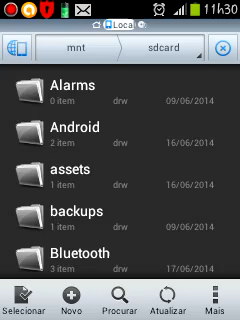 11h30
Loca
mnt sdcard
Alarms
0 item drw 09/06/2014
Android
2 item drw 16/06/2014
assets
1 item drw 16/06/2014
backups
1 item drw 09/06/2014
Bluetooth
3 item drw 17/06/2014
Selecionar Novo Procurar Atualizar Mais